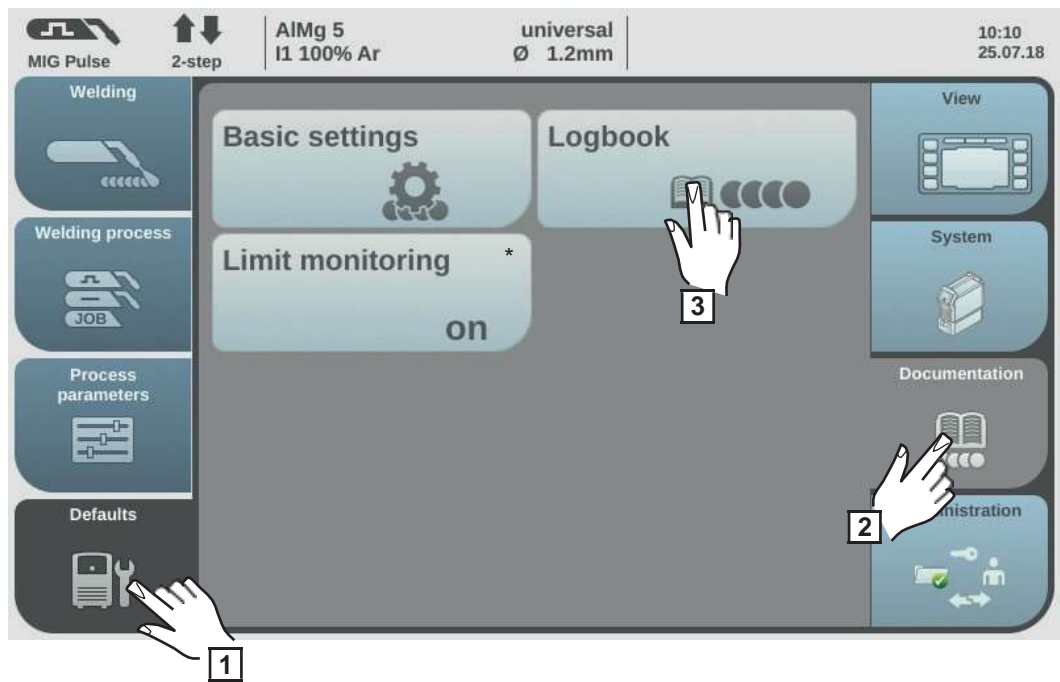 MIG Pulse
2-step
AlMg 5
I1 100% Ar
universal
Ø 1.2mm
10:10
25.07.18
Welding
Welding process
JOB
Process
parameters
Defaults
Basic settings
Logbook
Limit monitoring *
on
View
System
Documentation
nistration
1
2
3